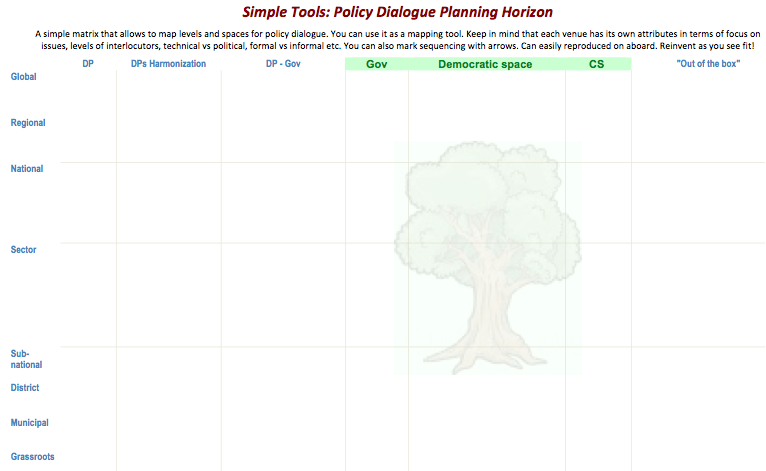 Simple Tools: Policy Dialogue Planning Horizon
A simple matrix that allows to map levels and spaces for policy dialogue. You can use it as a mapping tool. Keep in mind that each venue has its own attributes in terms of focus on
issues, levels of interlocutors, technical vs political, formal vs informal etc. You can also mark sequencing with arrows. Can easily reproduced on aboard. Reinvent as you see fit!
DP DPs Harmonization DP - Gov Gov Democratic space CS "Out of the box"
Global
Regional
National
Sector
Sub-
national
District
Municipal
Grassroots